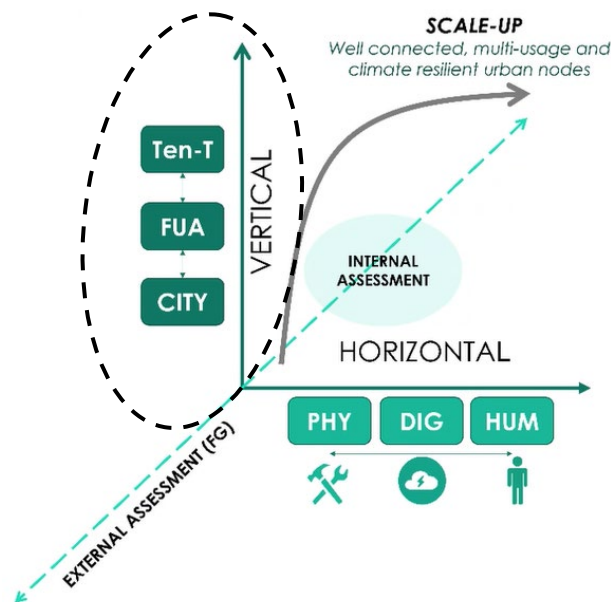 SCALE-UP
Well connected, multi-usage and
climate resilient urban nodes
Ten-T
FUA
CITY
VERTICAL
INTERNAL
ASSESSMENT
HORIZONTAL
PHY
DIG
HUM
EXTERNAL ASSESSMENT (FG)